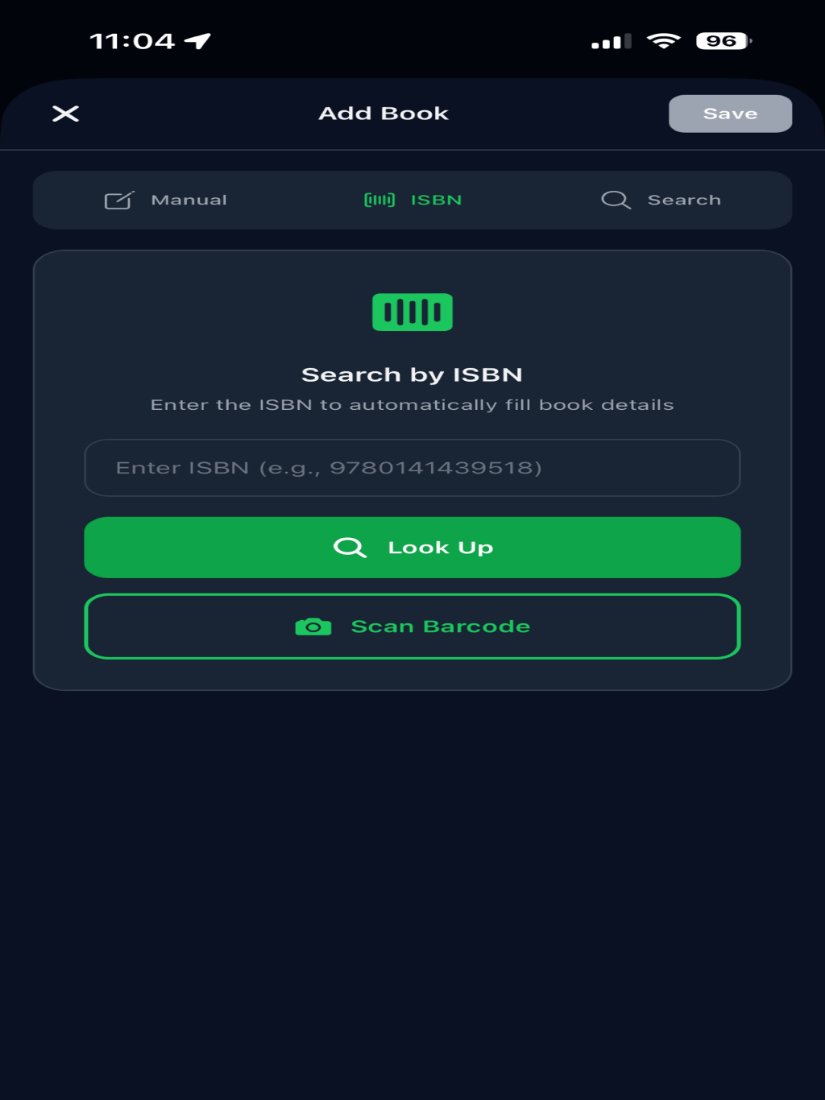 11:04 96
Add Book Save
Manual ISBN Search
Search by ISBN
Enter the ISBN to automatically fill book details
Enter ISBN (e.g., 9780141439518)
Look Up
Scan Barcode